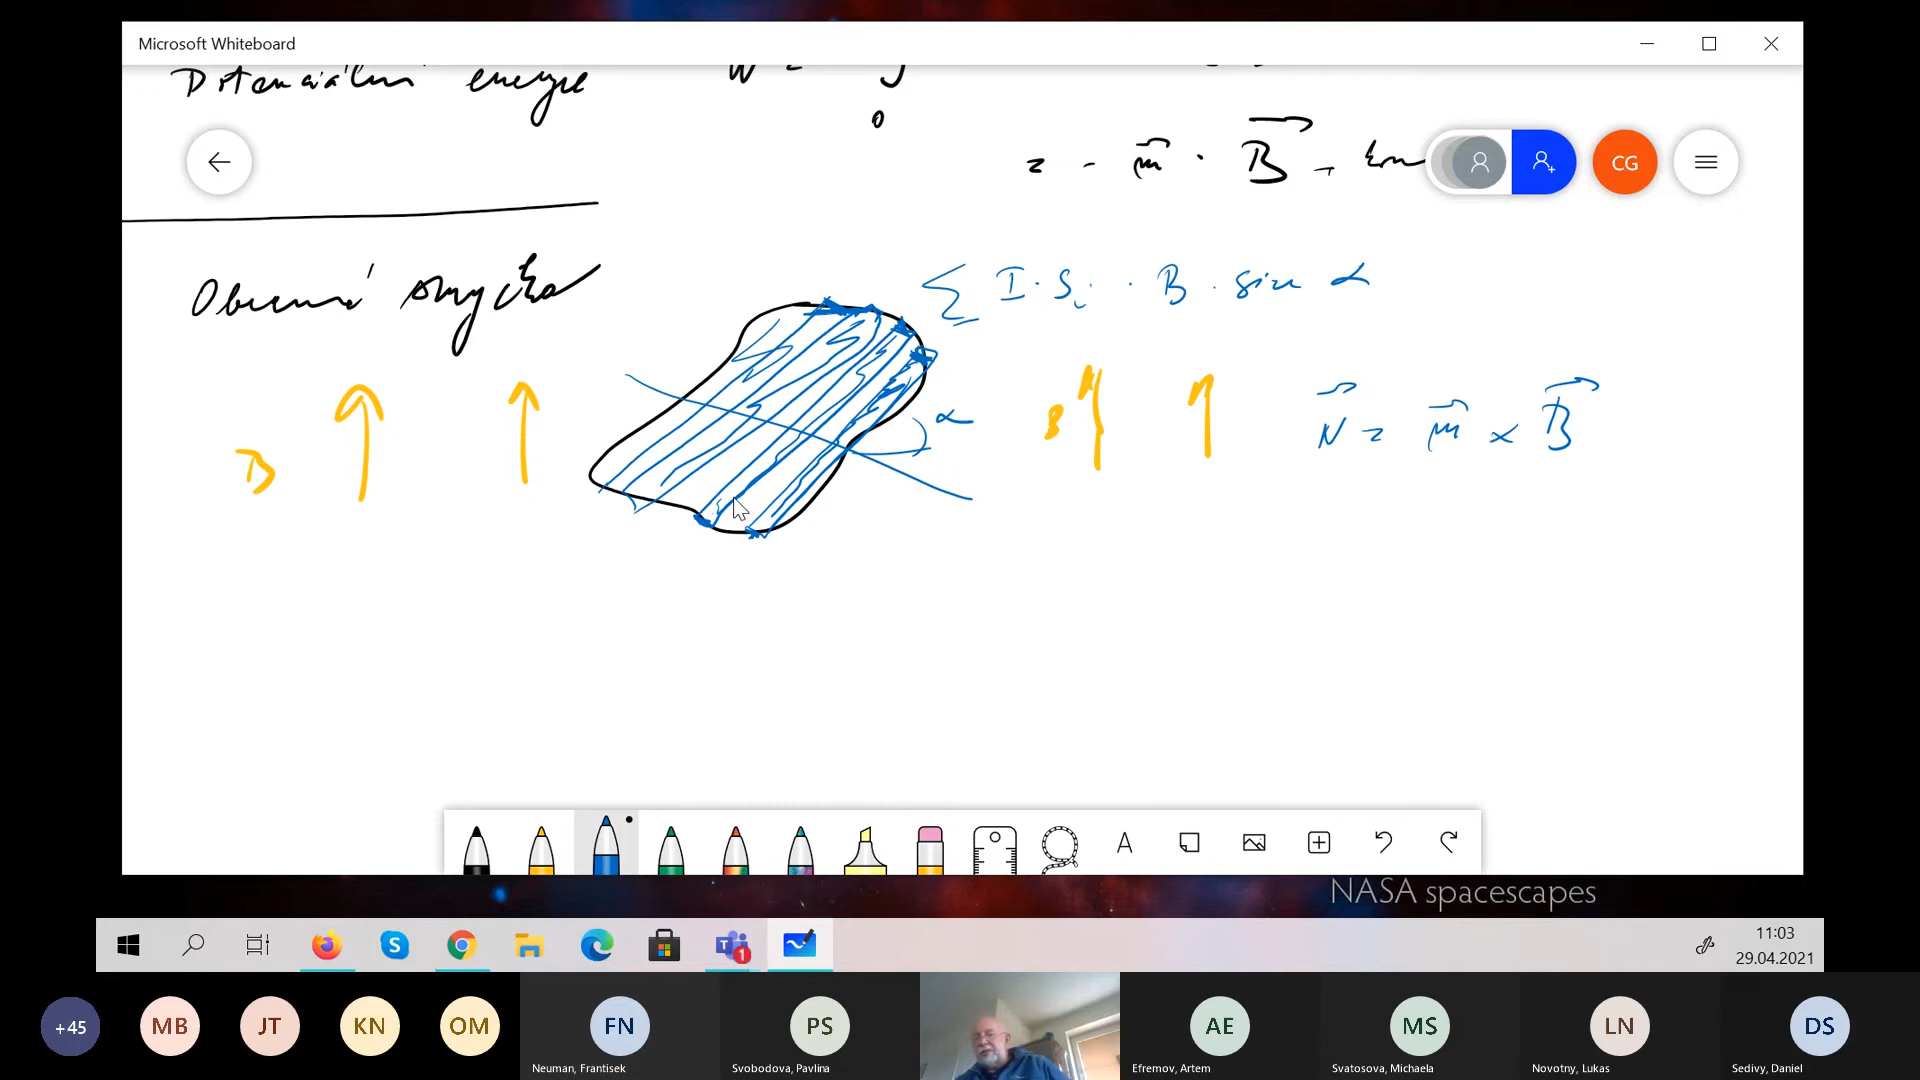 Microsoft Whiteboard
Potenciální energie
W =
0
= - m · B +
CG
Obecná smyčka
Σ I · Sᵢ · B · sin α
B
α
B
N = m × B
A
NASA spacescapes
S
T
1
11:03
29.04.2021
+45
MB
JT
KN
OM
FN
PS
AE
MS
LN
DS
Neuman, Frantisek
Svobodova, Pavlina
Efremov, Artem
Svatosova, Michaela
Novotny, Lukas
Sedivy, Daniel